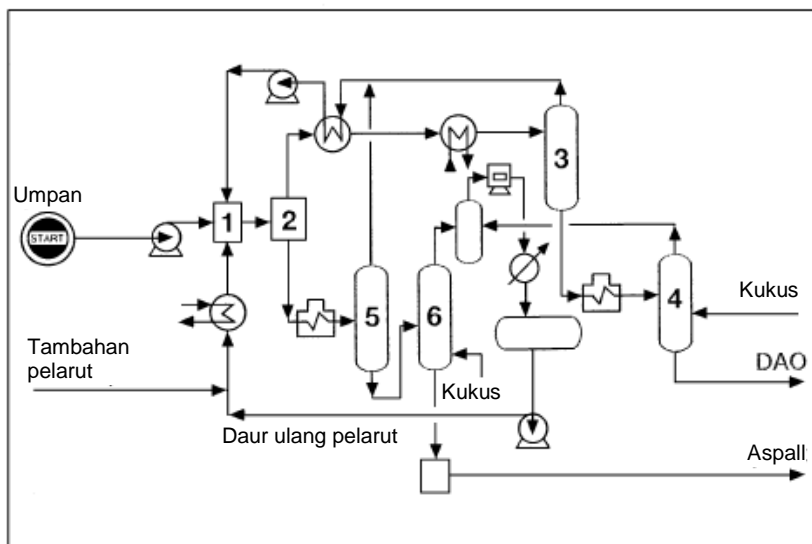 Umpan
START
1
2
3
Tambahan
pelarut
5
6
4
Kukus
Kukus
DAO
Daur ulang pelarut
Aspall